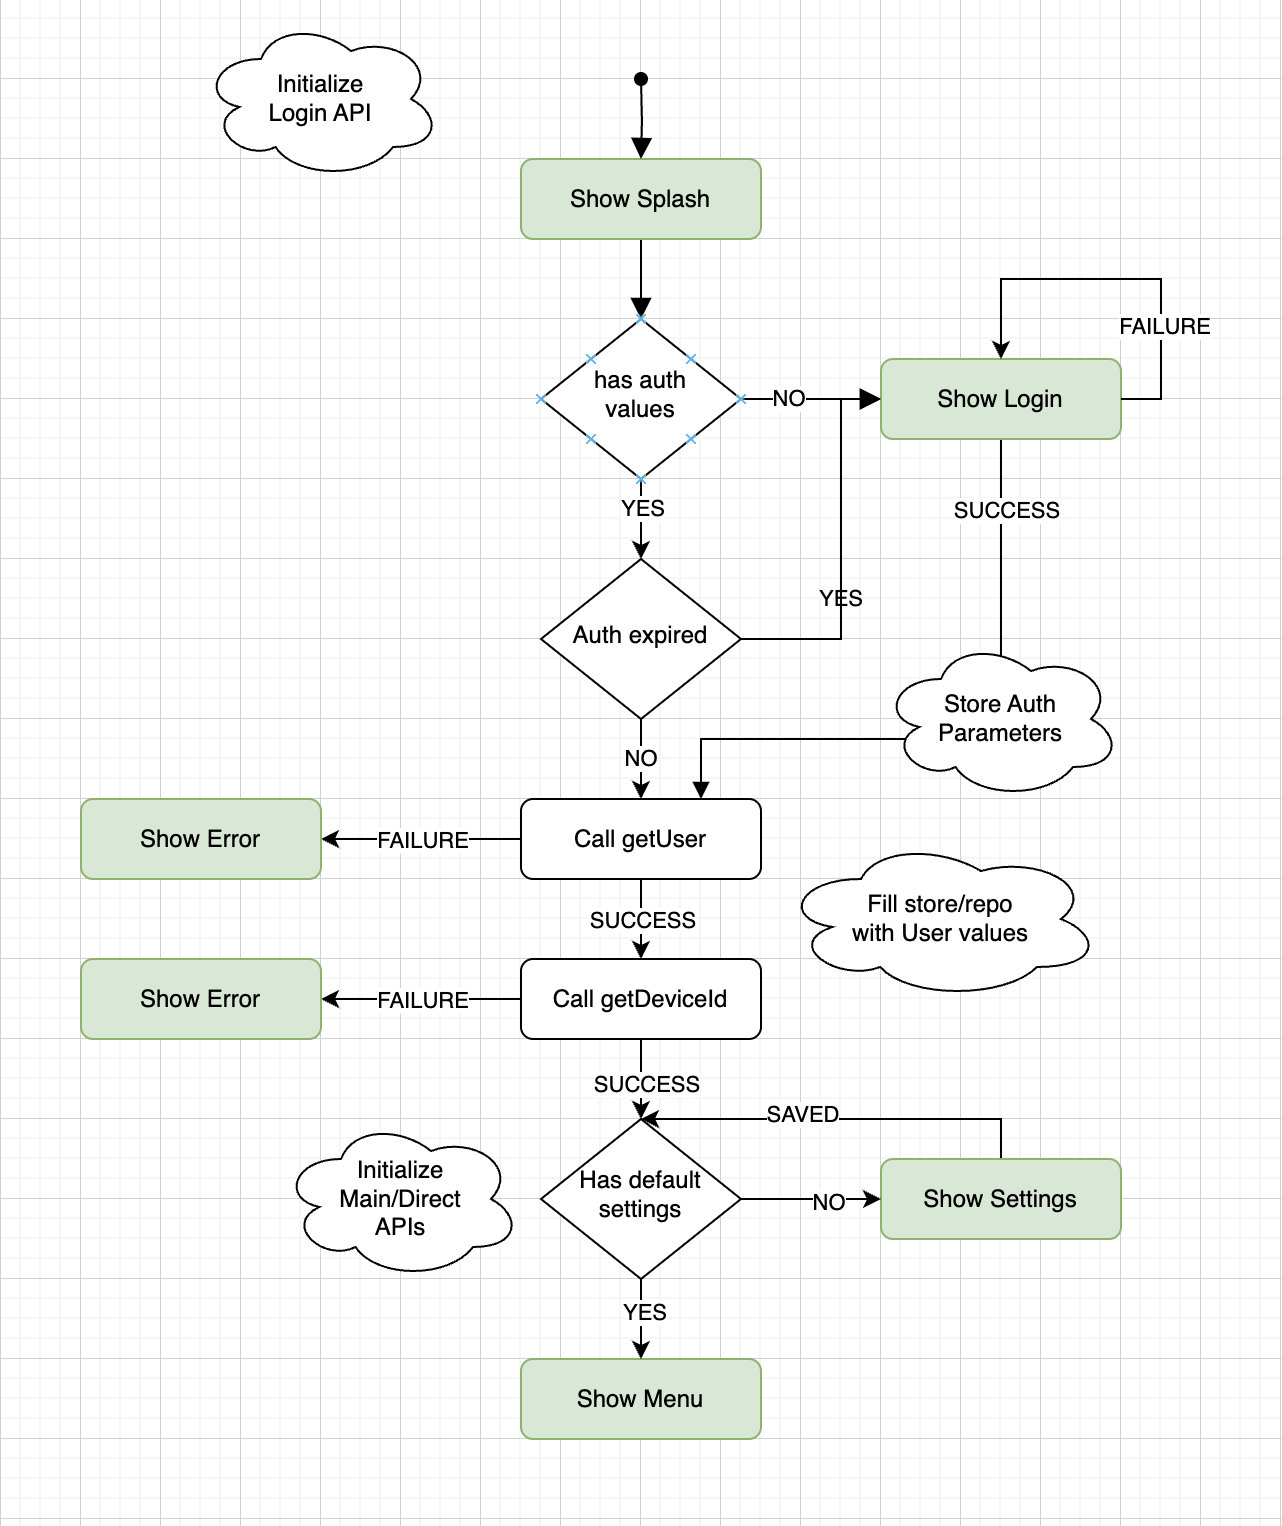 Initialize
Login API
Show Splash
FAILURE
has auth
values
NO
Show Login
YES
SUCCESS
YES
Auth expired
Store Auth
Parameters
NO
Show Error
FAILURE
Call getUser
Fill store/repo
with User values
SUCCESS
Show Error
FAILURE
Call getDeviceId
SUCCESS
SAVED
Initialize
Main/Direct
APIs
Has default
settings
NO
Show Settings
YES
Show Menu